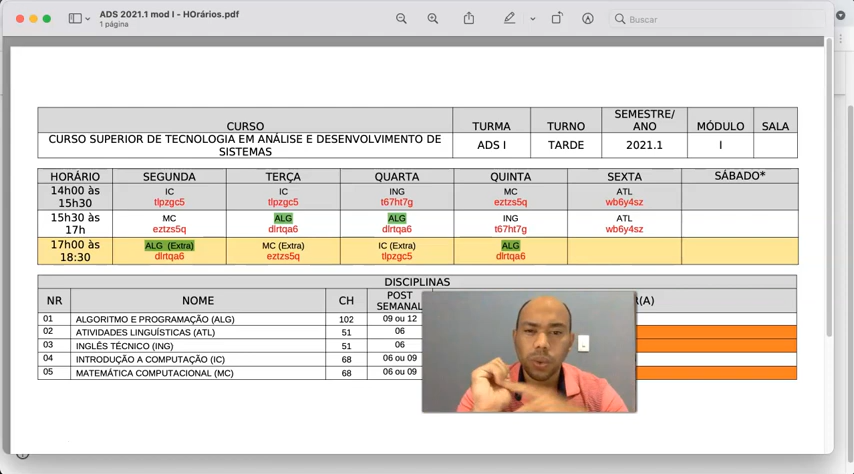 ADS 2021.1 mod I - HOrários.pdf
1 página
Buscar
CURSO TURMA TURNO SEMESTRE/ANO MÓDULO SALA
CURSO SUPERIOR DE TECNOLOGIA EM ANÁLISE E DESENVOLVIMENTO DE
SISTEMAS
ADS I TARDE 2021.1 I
HORÁRIO SEGUNDA TERÇA QUARTA QUINTA SEXTA SÁBADO*
14h00 às IC IC ING MC ATL
15h30 tlpzgc5 tlpzgc5 t67ht7g eztzs5q wb6y4sz
15h30 às MC ALG ALG ING ATL
17h eztzs5q dlrtqa6 dlrtqa6 t67ht7g wb6y4sz
17h00 às ALG (Extra) MC (Extra) IC (Extra) ALG
18:30 dlrtqa6 eztzs5q tlpzgc5 dlrtqa6
DISCIPLINAS
NR NOME CH POST SEMANAL R(A)
01 ALGORITMO E PROGRAMAÇÃO (ALG) 102 09 ou 12
02 ATIVIDADES LINGUÍSTICAS (ATL) 51 06
03 INGLÊS TÉCNICO (ING) 51 06
04 INTRODUÇÃO A COMPUTAÇÃO (IC) 68 06 ou 09
05 MATEMÁTICA COMPUTACIONAL (MC) 68 06 ou 09